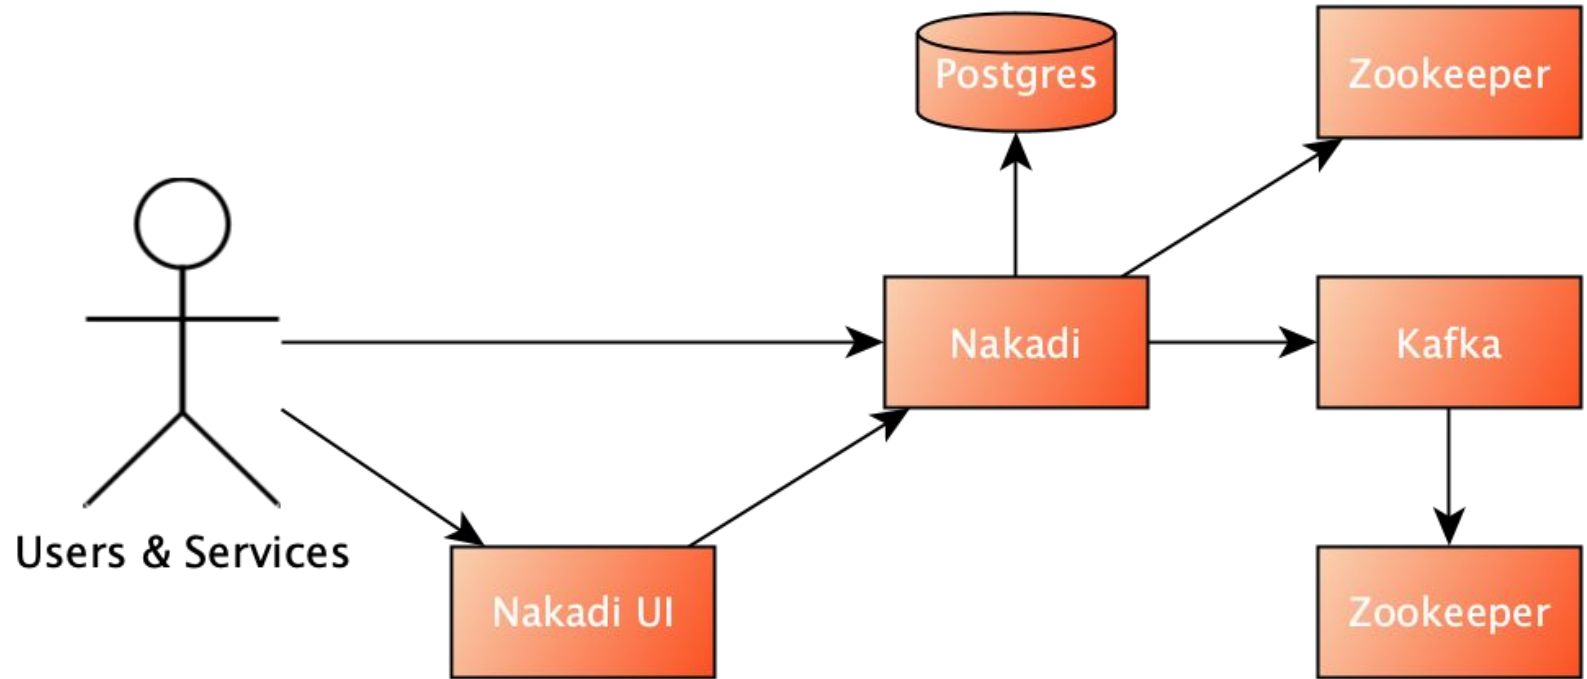 Postgres
Zookeeper
Nakadi
Kafka
Users & Services
Nakadi UI
Zookeeper